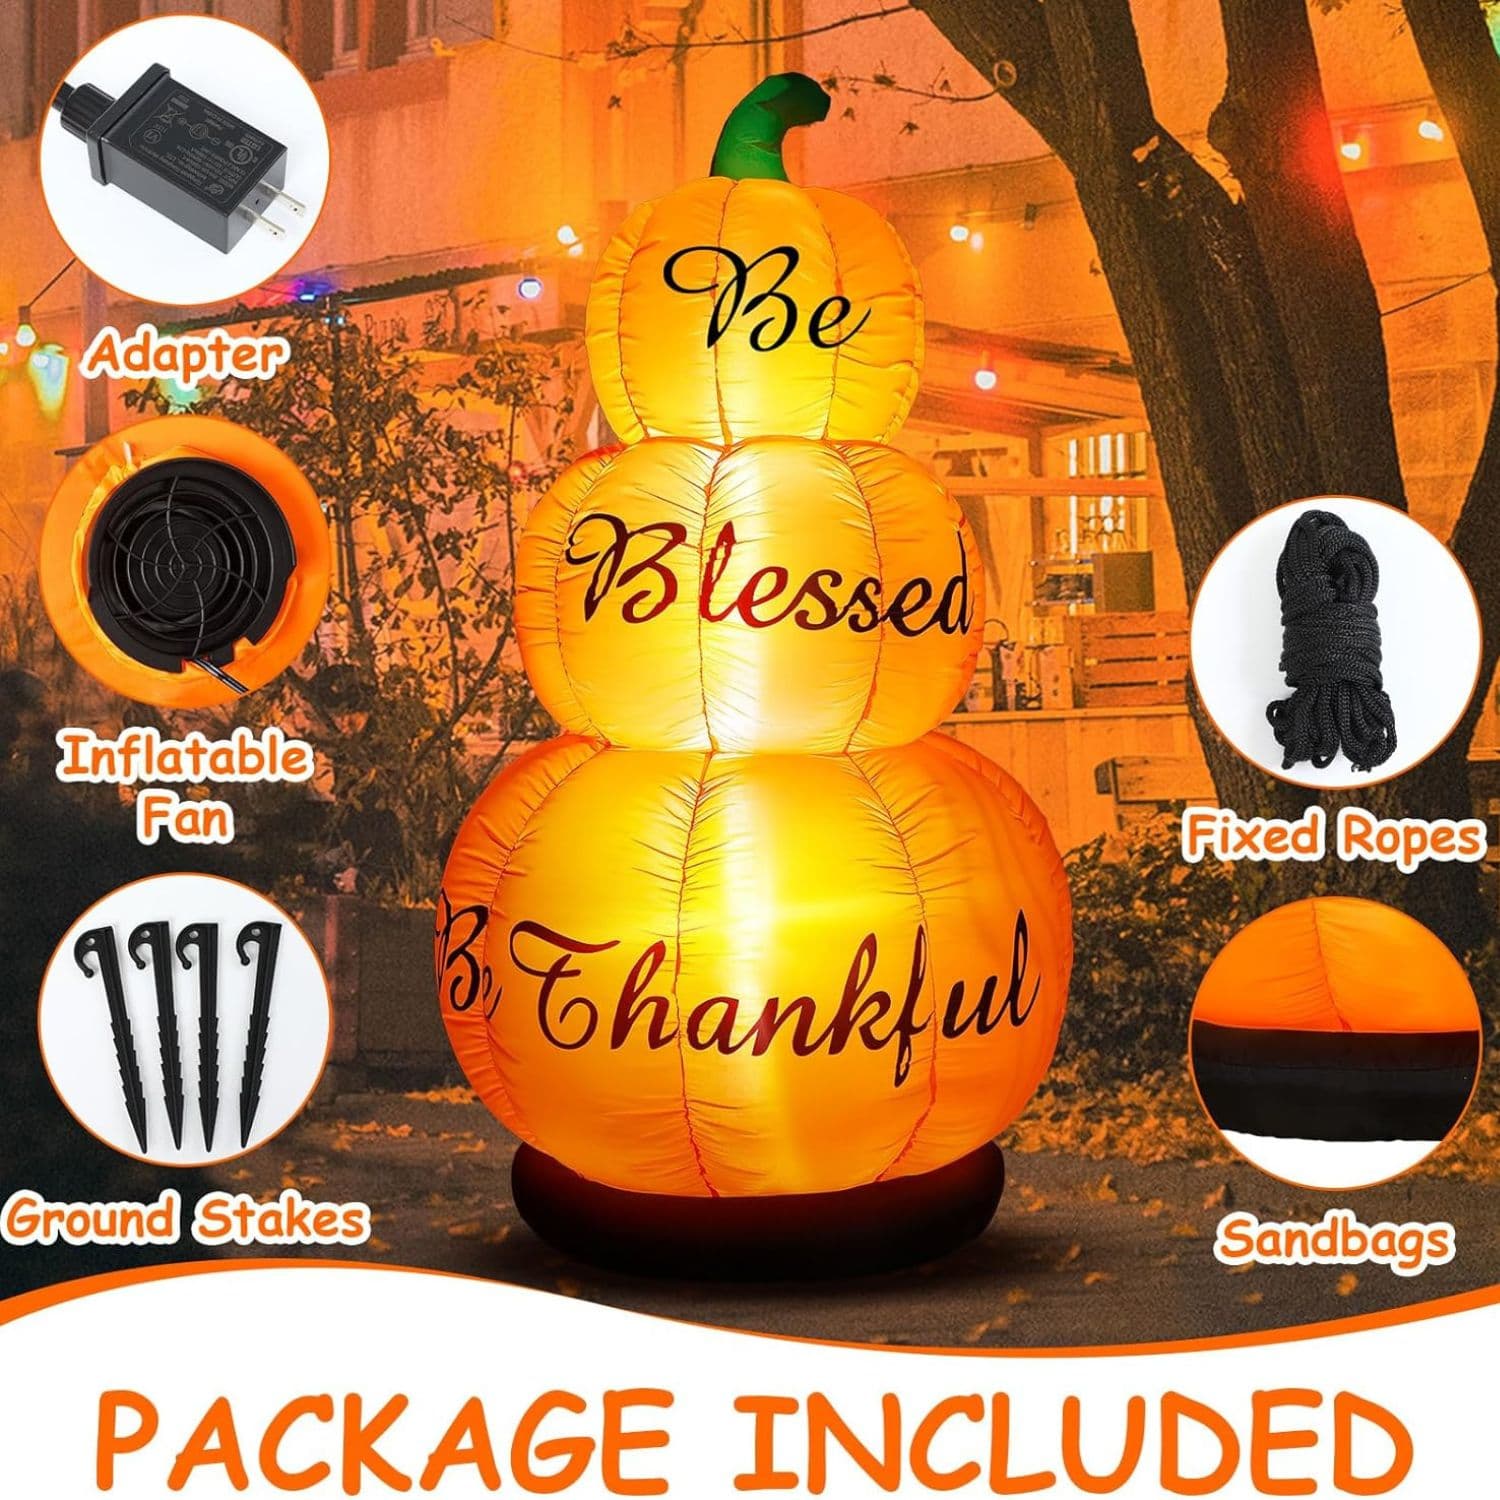 Adapter
Inflatable
Fan
Ground Stakes
Be
Blessed
Be Thankful
Fixed Ropes
Sandbags
PACKAGE INCLUDED